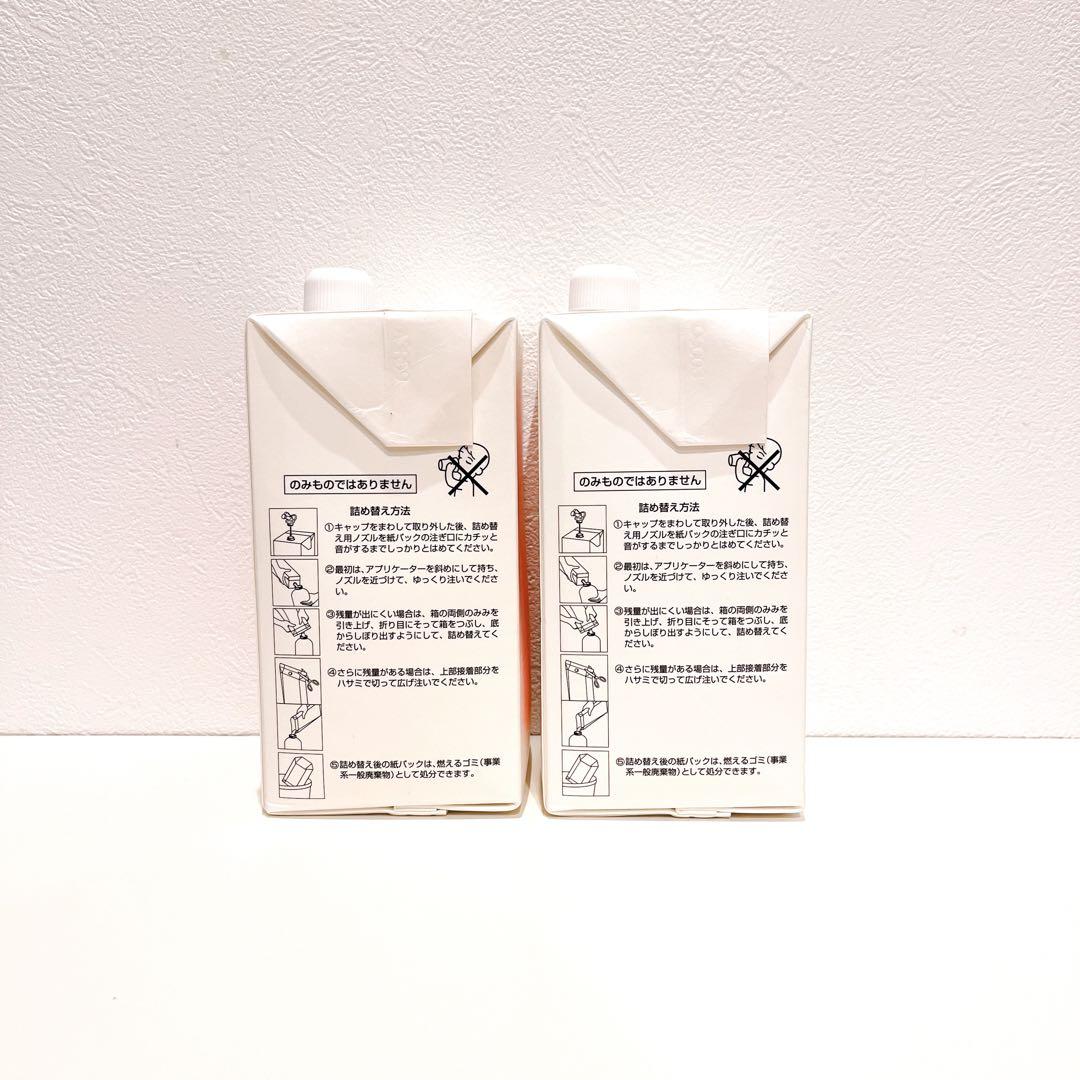 のみものではありません
詰め替え方法
①キャップをまわして取り外した後、詰め替
え用ノズルを紙パックの注ぎ口にカチッと
音がするまでしっかりとはめてください。
②最初は、アプリケーターを斜めにして持ち、
ノズルを近づけて、ゆっくり注いでくださ
い。
③残量が出にくい場合は、箱の両側のみみを
引き上げ、折り目にそって箱をつぶし、底
からしぼり出すようにして、詰め替えてく
ださい。
④さらに残量がある場合は、上部接着部分を
ハサミで切って広げ注いでください。
⑤詰め替え後の紙パックは、燃えるゴミ(事業
系一般廃棄物)として処分できます。
のみものではありません
詰め替え方法
①キャップをまわして取り外した後、詰め替
え用ノズルを紙パックの注ぎ口にカチッと
音がするまでしっかりとはめてください。
②最初は、アプリケーターを斜めにして持ち、
ノズルを近づけて、ゆっくり注いでくださ
い。
③残量が出にくい場合は、箱の両側のみみを
引き上げ、折り目にそって箱をつぶし、底
からしぼり出すようにして、詰め替えてく
ださい。
④さらに残量がある場合は、上部接着部分を
ハサミで切って広げ注いでください。
⑤詰め替え後の紙パックは、燃えるゴミ(事業
系一般廃棄物)として処分できます。